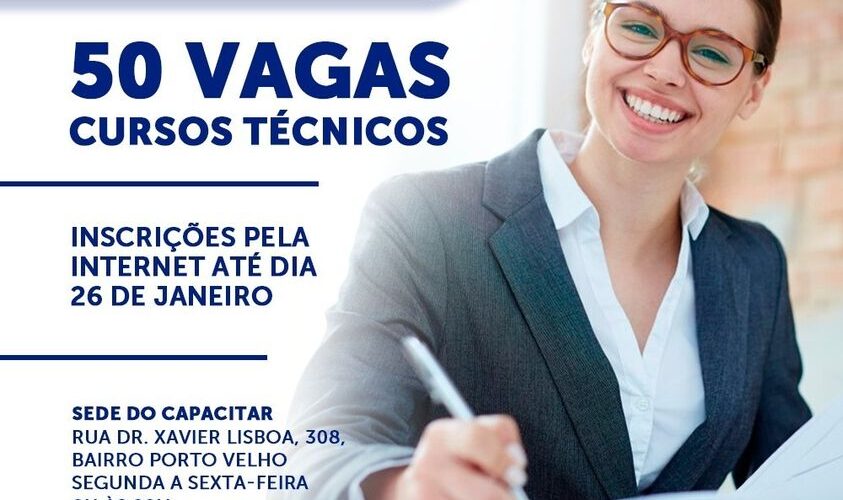 50 VAGAS
CURSOS TÉCNICOS
INSCRIÇÕES PELA
INTERNET ATÉ DIA
26 DE JANEIRO
SEDE DO CAPACITAR
RUA DR. XAVIER LISBOA, 308,
BAIRRO PORTO VELHO
SEGUNDA A SEXTA-FEIRA